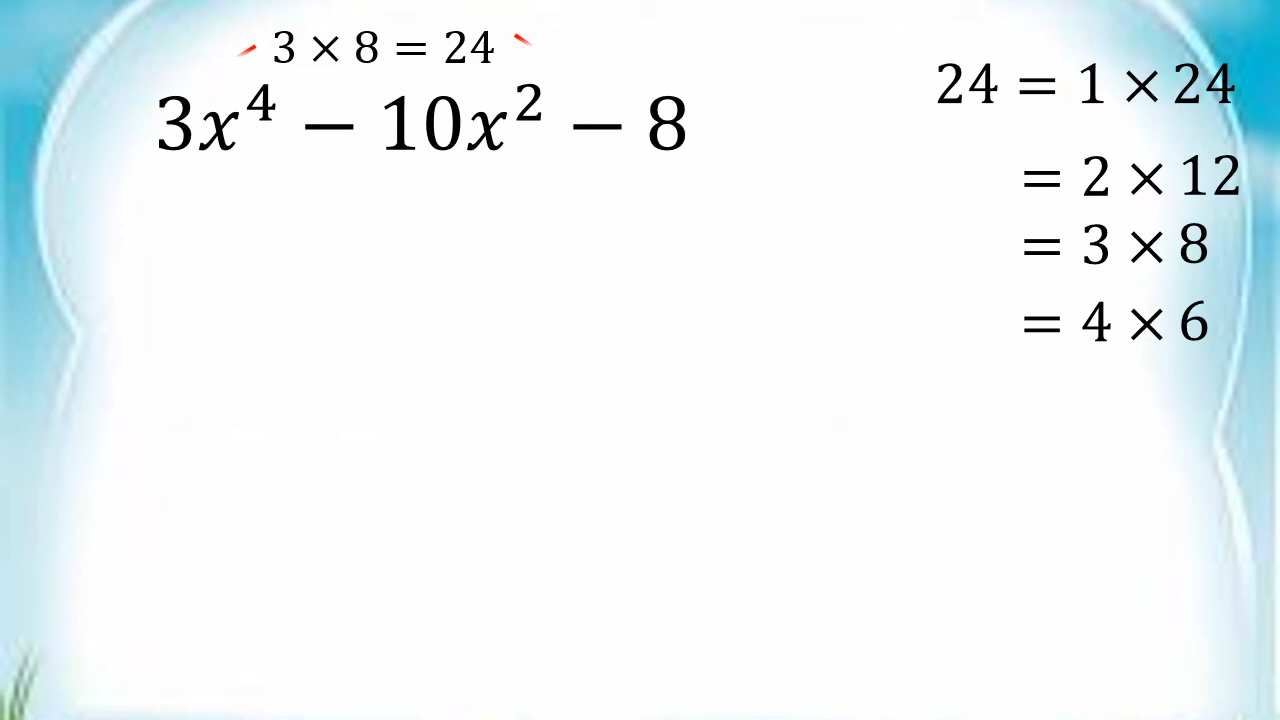 3 × 8 = 24
3x⁴ − 10x² − 8
24 = 1 × 24
= 2 × 12
= 3 × 8
= 4 × 6